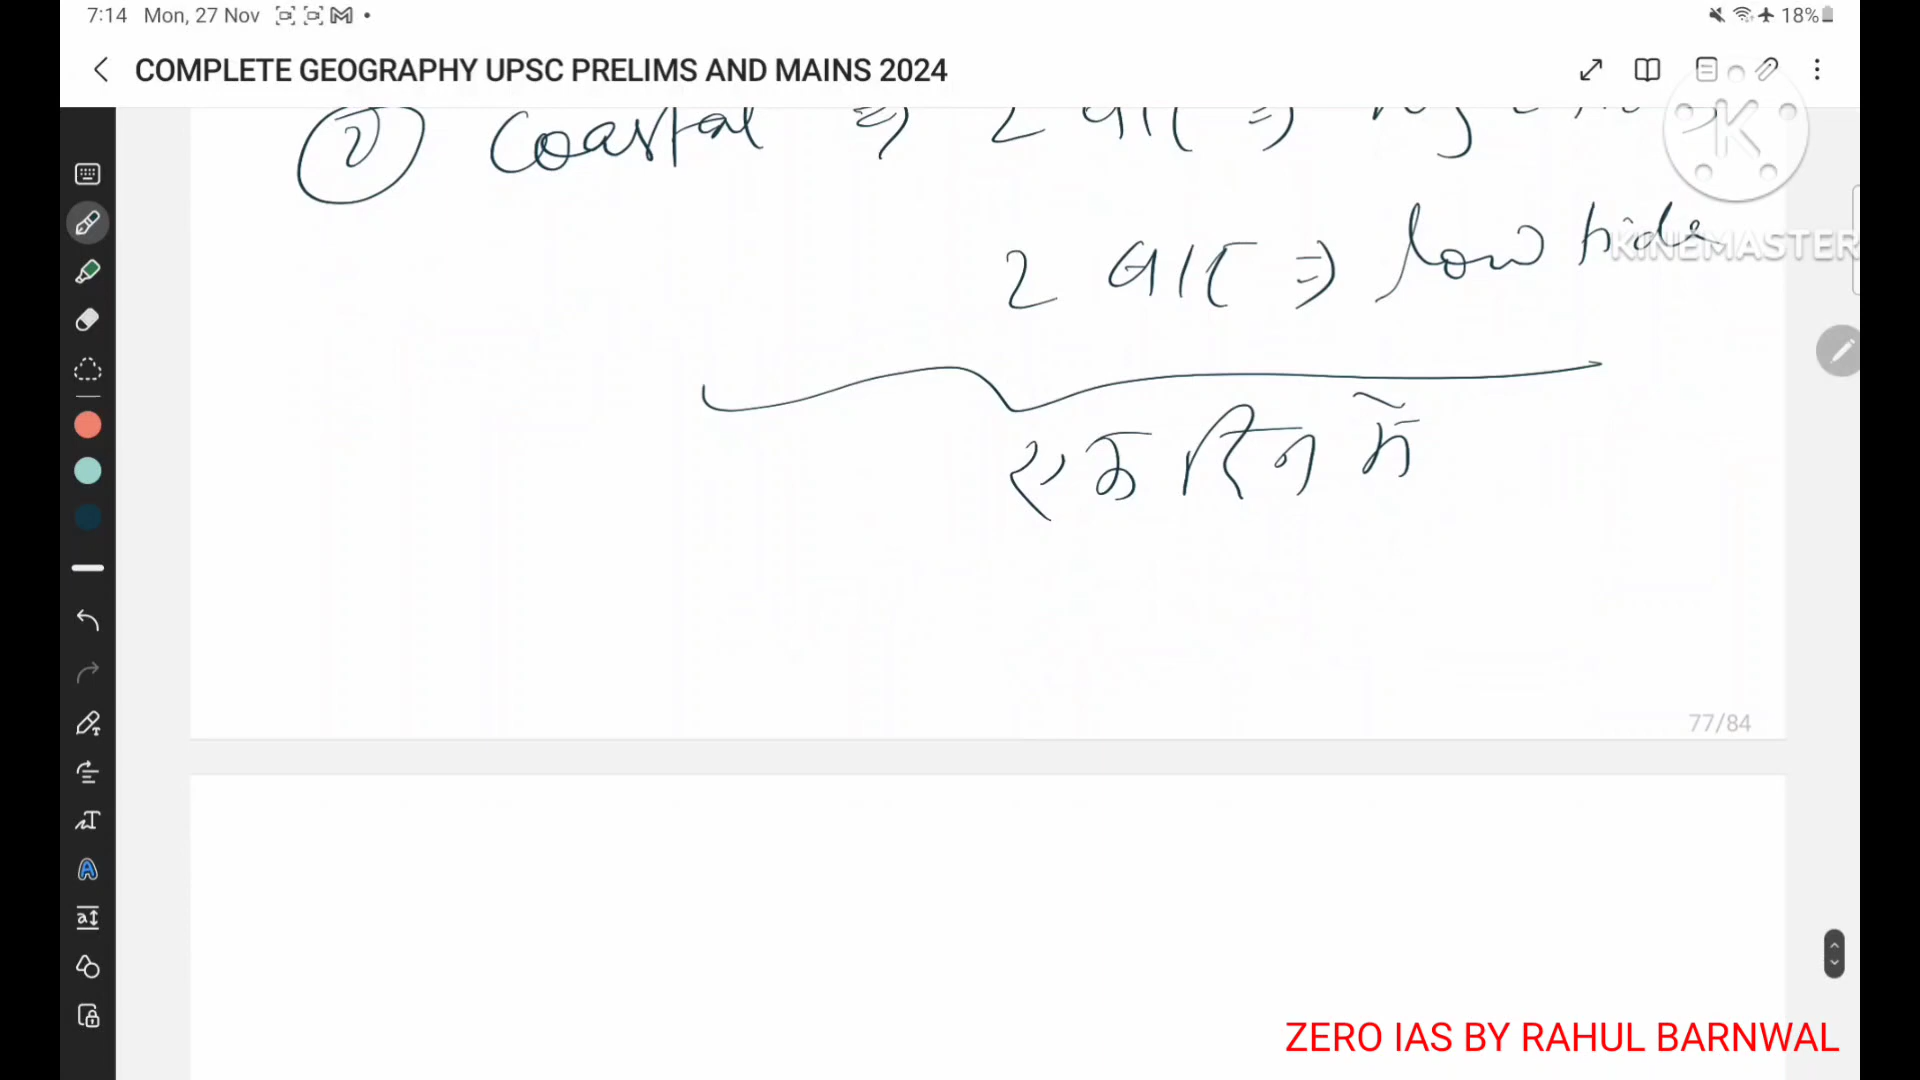 7:14 Mon, 27 Nov
18%
COMPLETE GEOGRAPHY UPSC PRELIMS AND MAINS 2024
② Coastal ⇒ 2 बार ⇒
KINEMASTER
2 बार ⇒ low tide
एक दिन में
77/84
ZERO IAS BY RAHUL BARNWAL